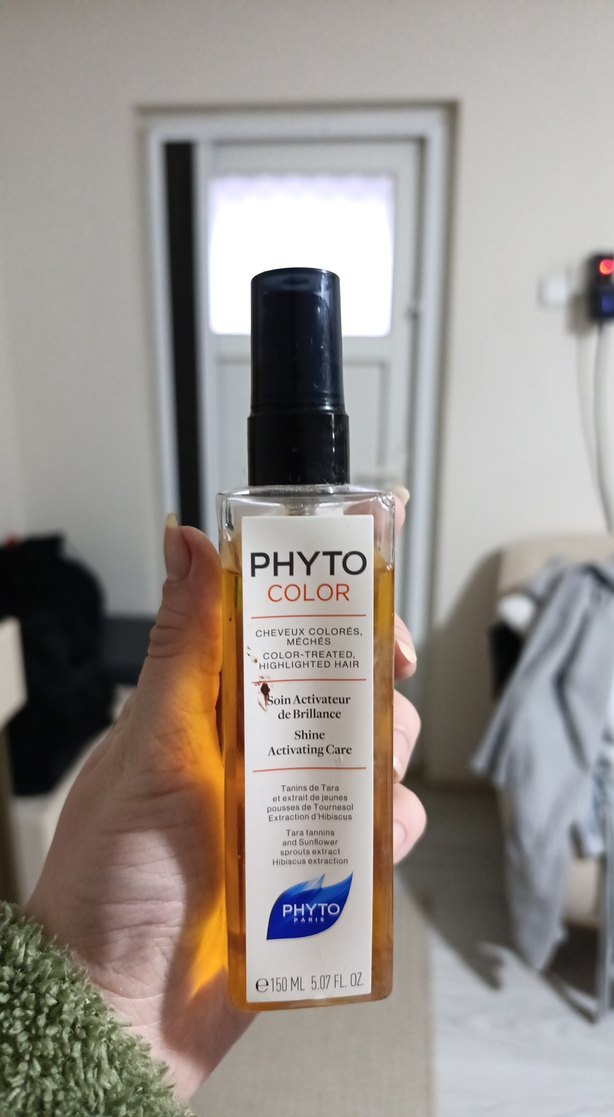 PHYTO
COLOR
CHEVEUX COLORÉS,
MÉCHÉS
COLOR-TREATED,
HIGHLIGHTED HAIR
Soin Activateur
de Brillance
Shine
Activating Care
Tanins de Tara
et extrait de jeunes
pousses de Tournesol
Extraction d'Hibiscus
Tara tannins
and Sunflower
sprouts extract
Hibiscus extraction
PHYTO
PARIS
℮150 ML 5.07 FL. OZ.